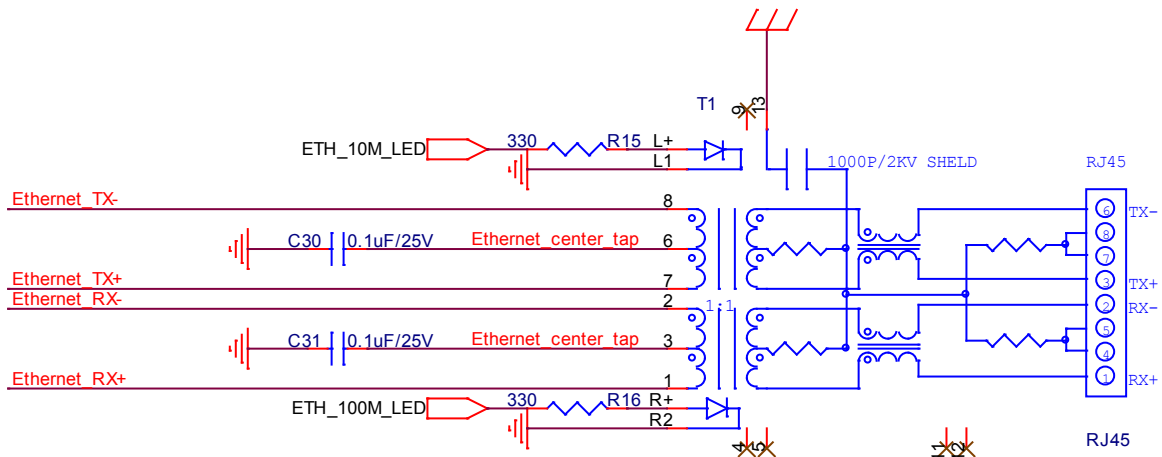 T1
9
13
ETH_10M_LED
330
R15
L+
L1
1000P/2KV SHELD
RJ45
Ethernet_TX-
8
6
TX-
8
C30
0.1uF/25V
Ethernet_center_tap
6
7
Ethernet_TX+
7
3
TX+
Ethernet_RX-
2
1:1
2
RX-
5
C31
0.1uF/25V
Ethernet_center_tap
3
4
Ethernet_RX+
1
1
RX+
ETH_100M_LED
330
R16
R+
R2
4
5
RJ45